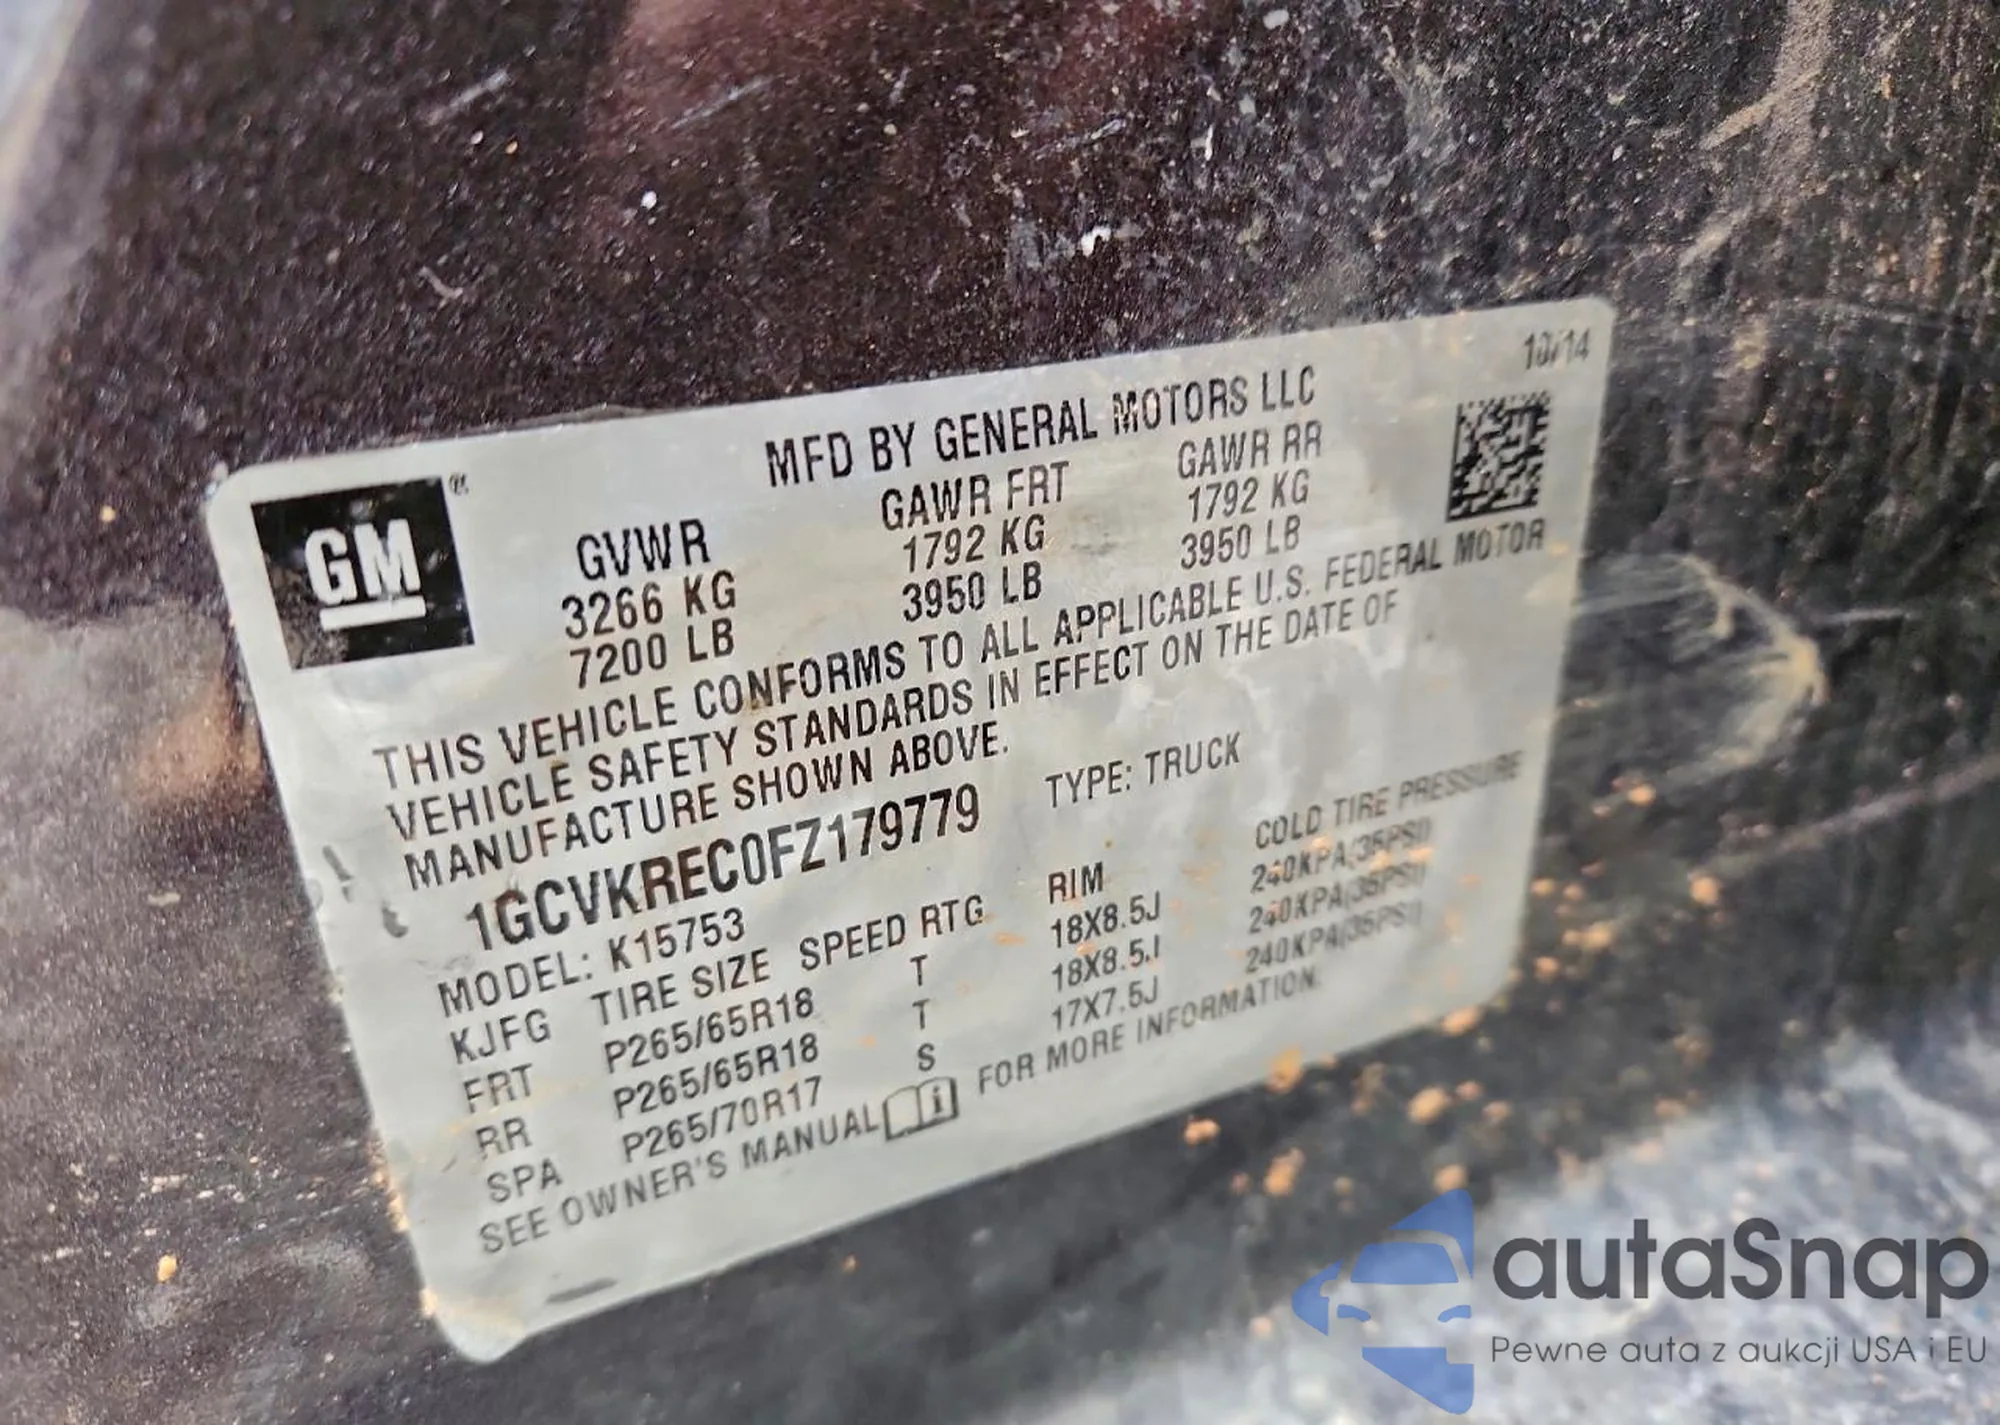 10/14
MFD BY GENERAL MOTORS LLC
GM®
GVWR GAWR FRT GAWR RR
3266 KG 1792 KG 1792 KG
7200 LB 3950 LB 3950 LB
THIS VEHICLE CONFORMS TO ALL APPLICABLE U.S. FEDERAL MOTOR
VEHICLE SAFETY STANDARDS IN EFFECT ON THE DATE OF
MANUFACTURE SHOWN ABOVE.
1GCVKREC0FZ179779 TYPE: TRUCK
MODEL: K15753
KJFG TIRE SIZE SPEED RTG RIM COLD TIRE PRESSURE
FRT P265/65R18 T 18X8.5J 240KPA(35PSI)
RR P265/65R18 T 18X8.5J 240KPA(35PSI)
SPA P265/70R17 S 17X7.5J 240KPA(35PSI)
SEE OWNER'S MANUAL i FOR MORE INFORMATION.
autaSnap
Pewne auta z aukcji USA i EU